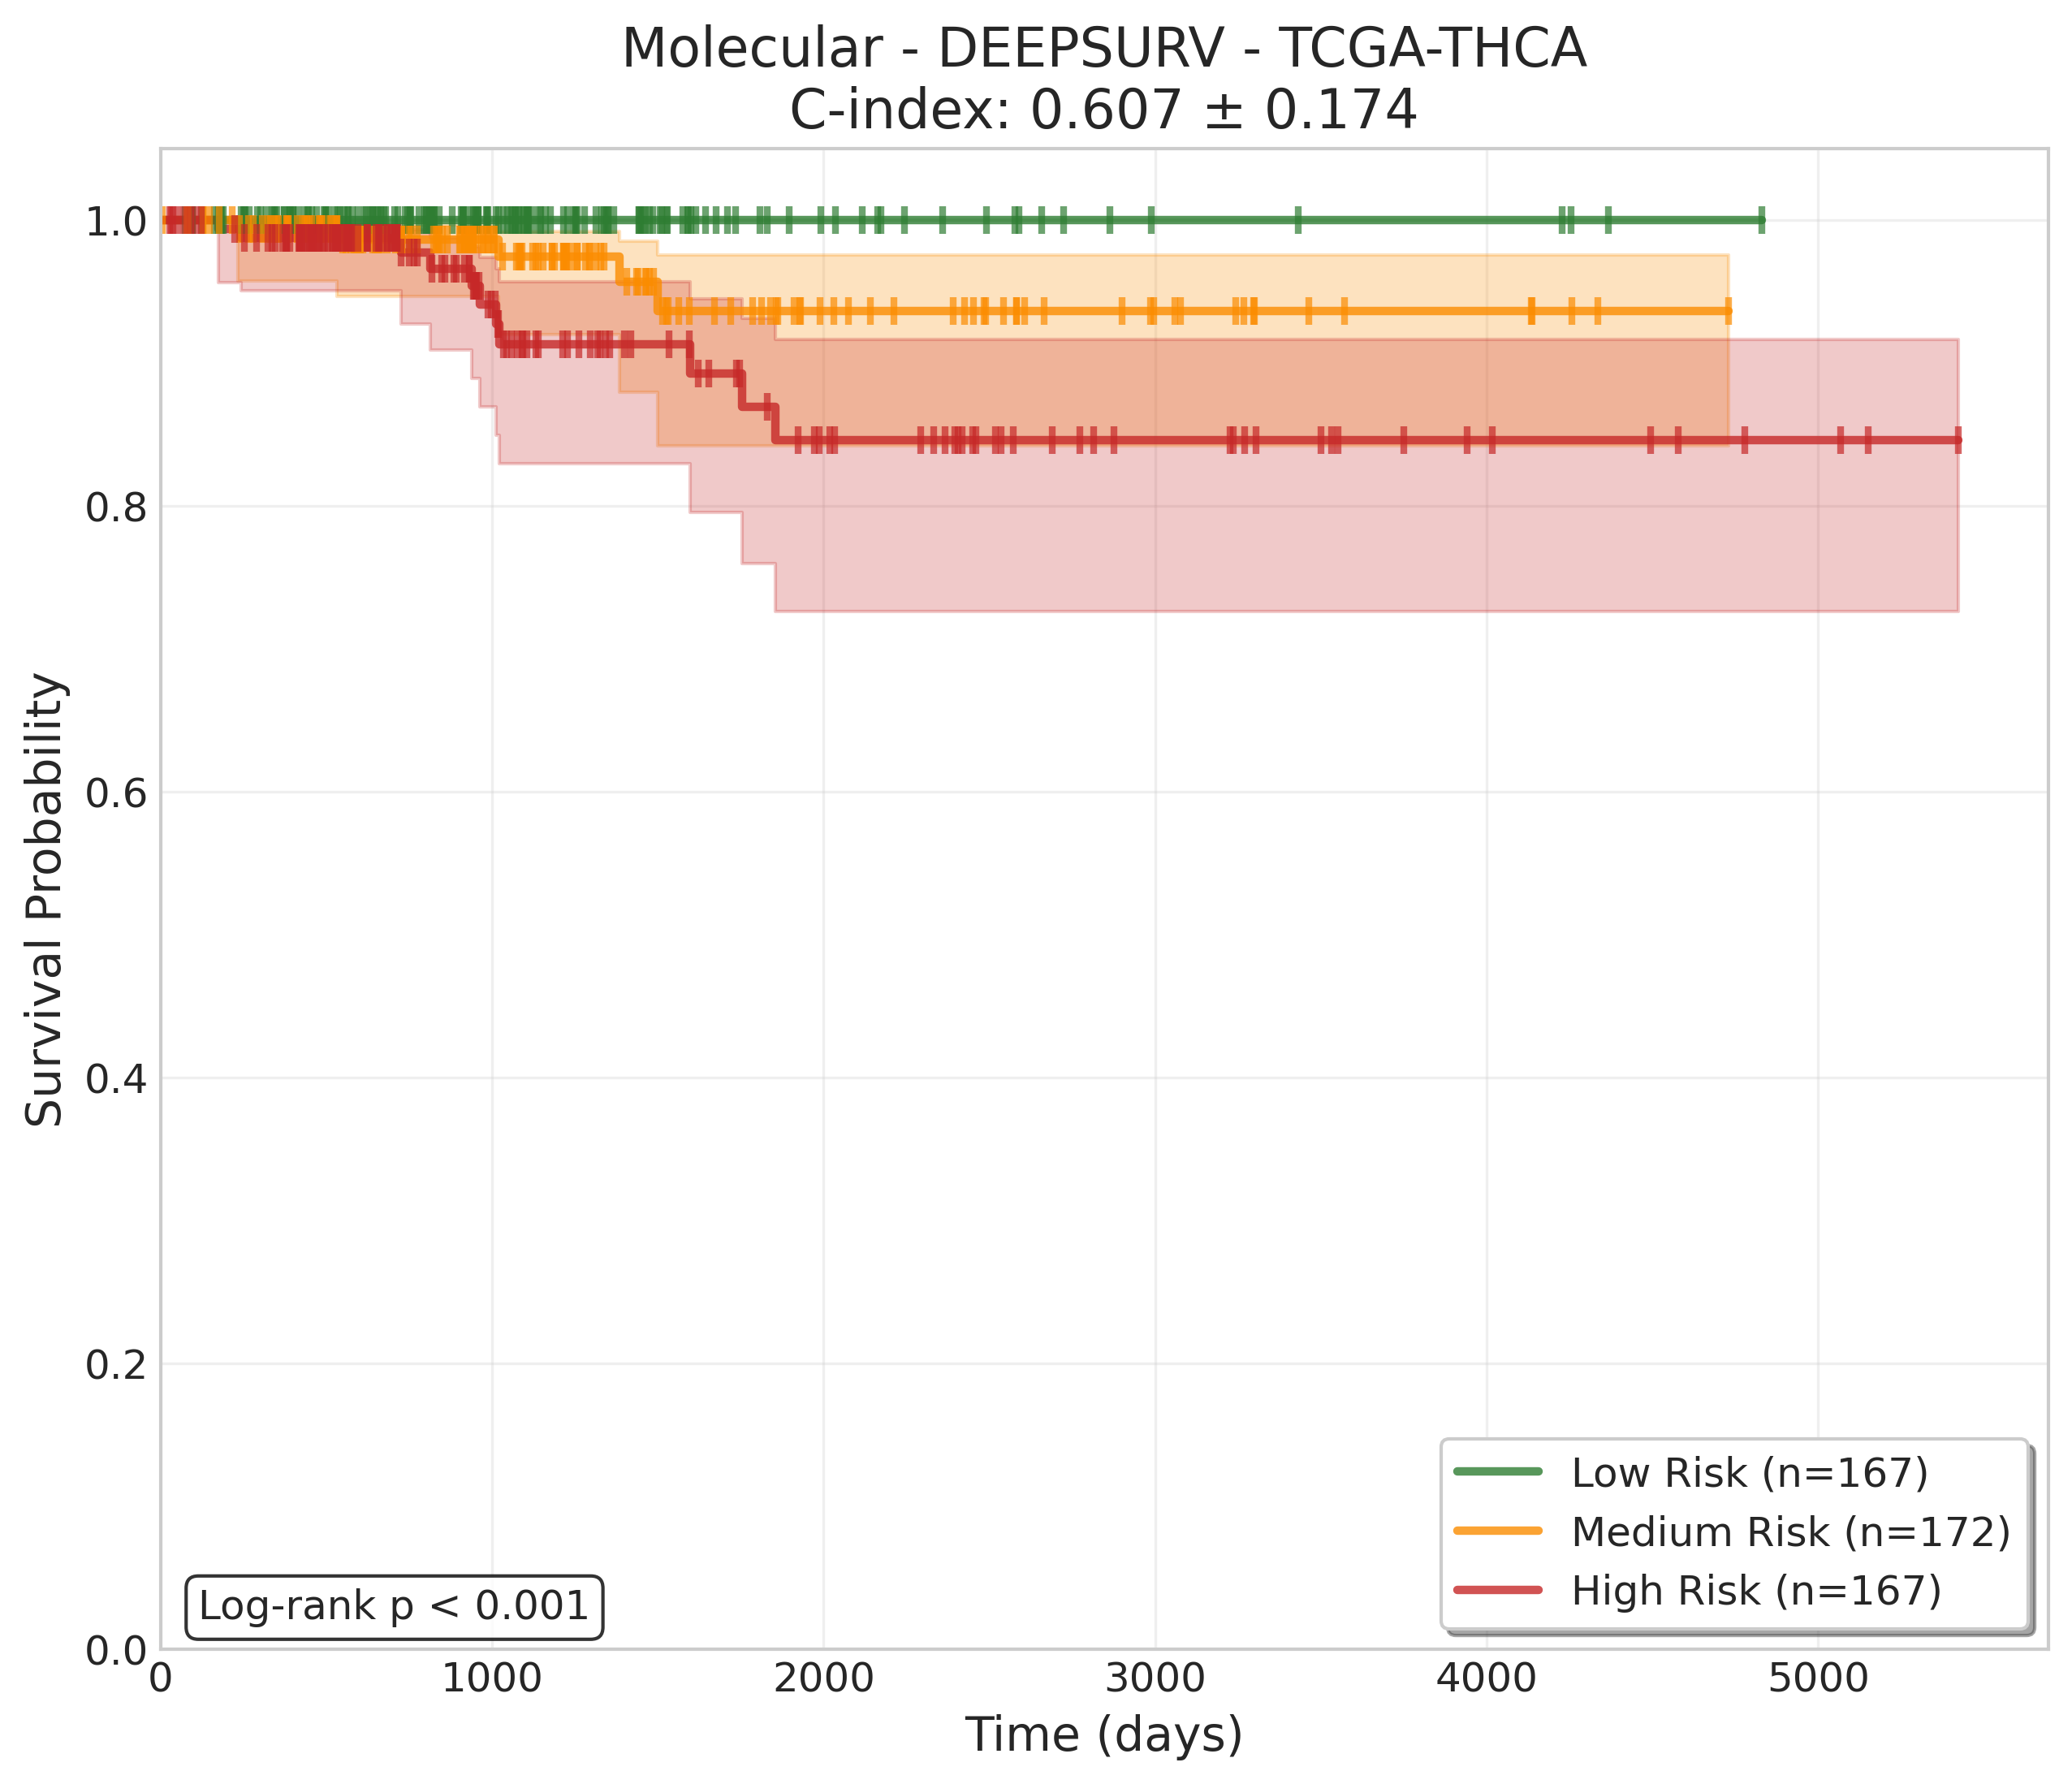 Molecular - DEEPSURV - TCGA-THCA
C-index: 0.607 ± 0.174
Survival Probability
1.0
0.8
0.6
0.4
0.2
0.0
0 1000 2000 3000 4000 5000
Time (days)
Log-rank p < 0.001
Low Risk (n=167)
Medium Risk (n=172)
High Risk (n=167)